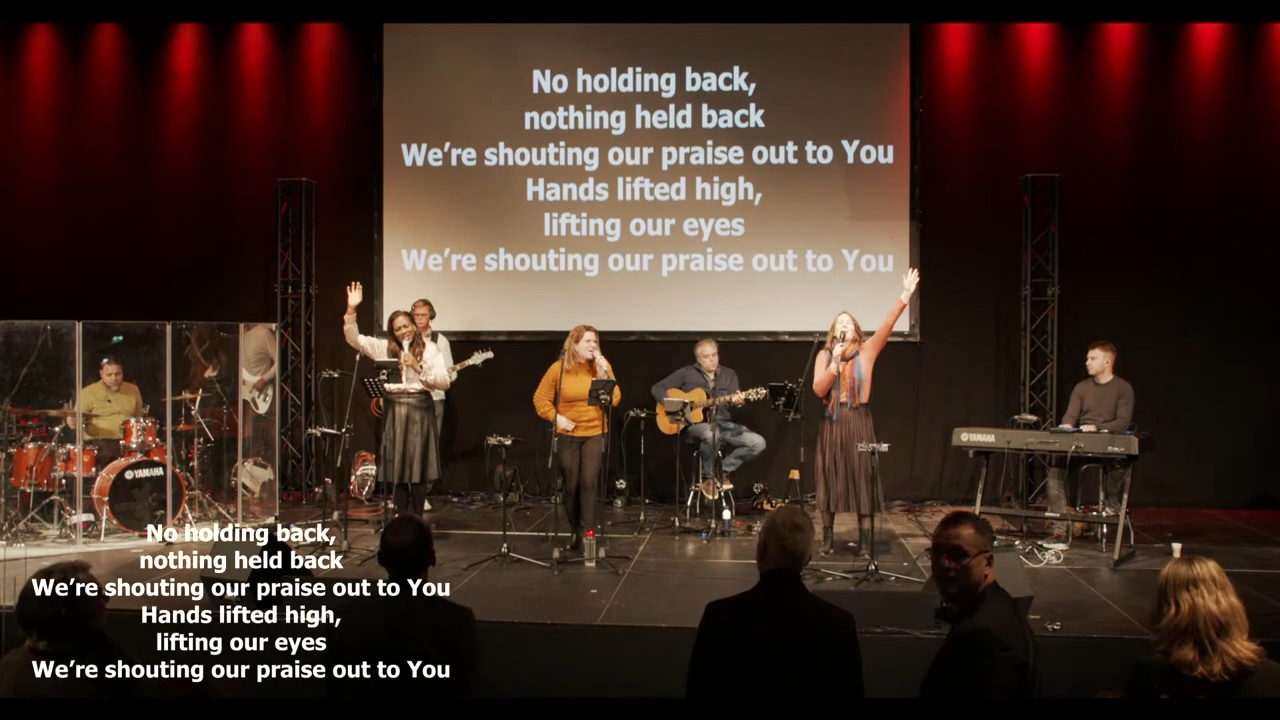 No holding back,
nothing held back
We're shouting our praise out to You
Hands lifted high,
lifting our eyes
We're shouting our praise out to You
YAMAHA
YAMAHA
No holding back,
nothing held back
We're shouting our praise out to You
Hands lifted high,
lifting our eyes
We're shouting our praise out to You